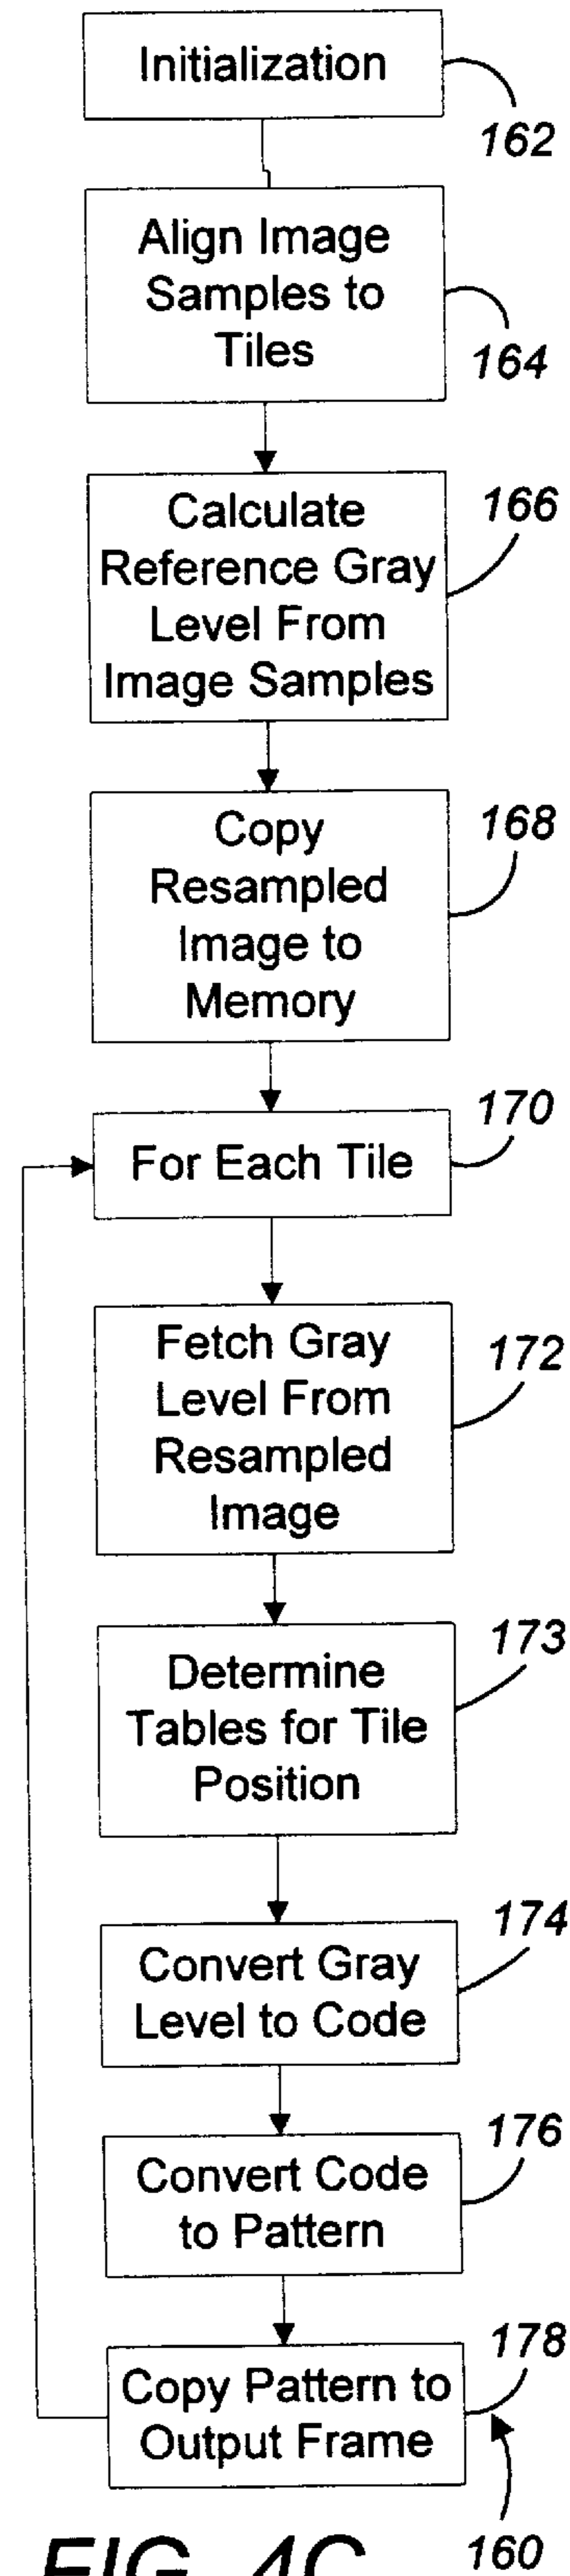 Initialization
162
Align Image
Samples to
Tiles
164
Calculate
Reference Gray
Level From
Image Samples
166
Copy
Resampled
Image to
Memory
168
For Each Tile
170
Fetch Gray
Level From
Resampled
Image
172
Determine
Tables for Tile
Position
173
Convert Gray
Level to Code
174
Convert Code
to Pattern
176
Copy Pattern to
Output Frame
178
160
FIG. 4C